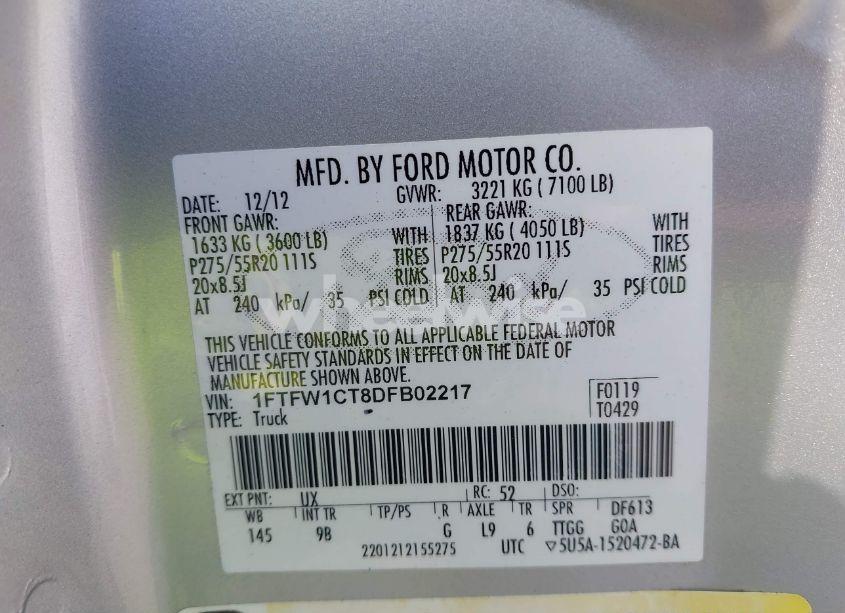 MFD. BY FORD MOTOR CO.
DATE: 12/12 GVWR: 3221 KG ( 7100 LB)
FRONT GAWR: REAR GAWR:
1633 KG ( 3600 LB) WITH 1837 KG ( 4050 LB) WITH
P275/55R20 111S TIRES P275/55R20 111S TIRES
20x8.5J RIMS 20x8.5J RIMS
AT 240 kPa/ 35 PSI COLD AT 240 kPa/ 35 PSI COLD
wheelwise
THIS VEHICLE CONFORMS TO ALL APPLICABLE FEDERAL MOTOR
VEHICLE SAFETY STANDARDS IN EFFECT ON THE DATE OF
MANUFACTURE SHOWN ABOVE.
VIN: 1FTFW1CT8DFB02217 F0119
TYPE: Truck T0429
EXT PNT: UX RC: 52 DSO:
WB INT TR TP/PS R AXLE TR SPR DF613
145 9B G L9 6 TTGG GOA
2201212155275 UTC ▽5U5A-1520472-BA